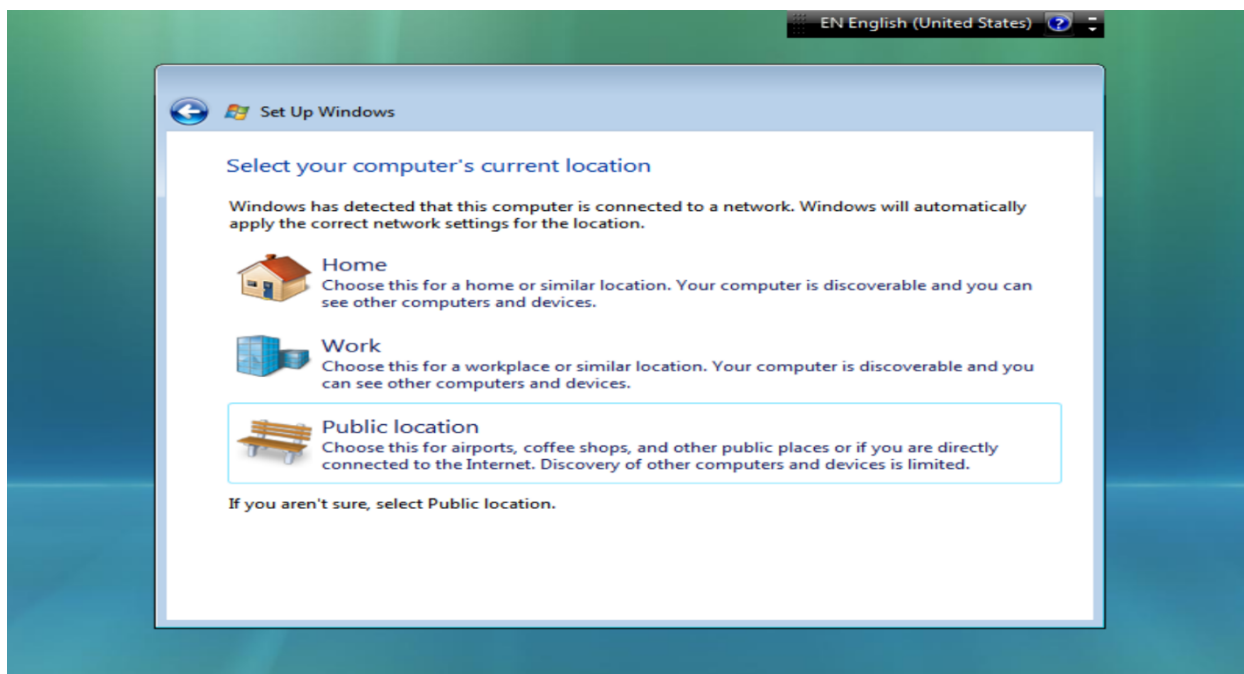 EN English (United States)
Set Up Windows
Select your computer's current location
Windows has detected that this computer is connected to a network. Windows will automatically
apply the correct network settings for the location.
Home
Choose this for a home or similar location. Your computer is discoverable and you can
see other computers and devices.
Work
Choose this for a workplace or similar location. Your computer is discoverable and you
can see other computers and devices.
Public location
Choose this for airports, coffee shops, and other public places or if you are directly
connected to the Internet. Discovery of other computers and devices is limited.
If you aren't sure, select Public location.